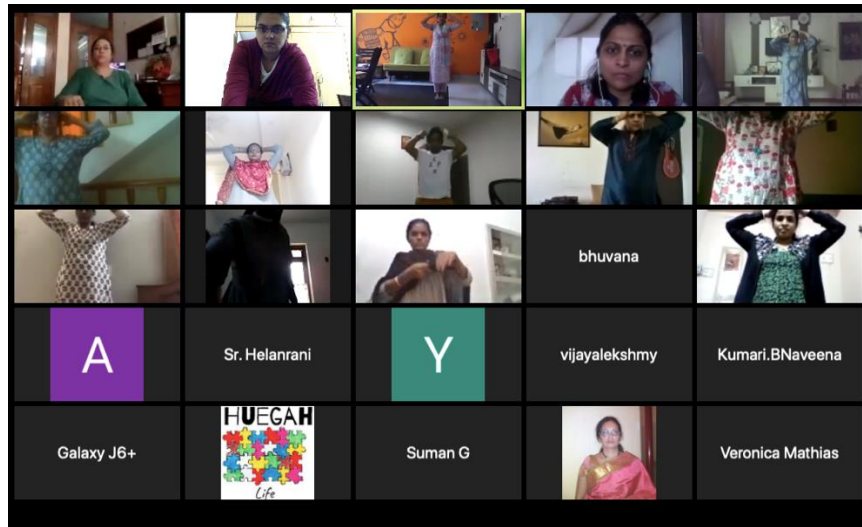 bhuvana
A
Sr. Helanrani
Y
vijayalekshmy
Kumari.BNaveena
Galaxy J6+
HUEGAH
Life
Suman G
Veronica Mathias